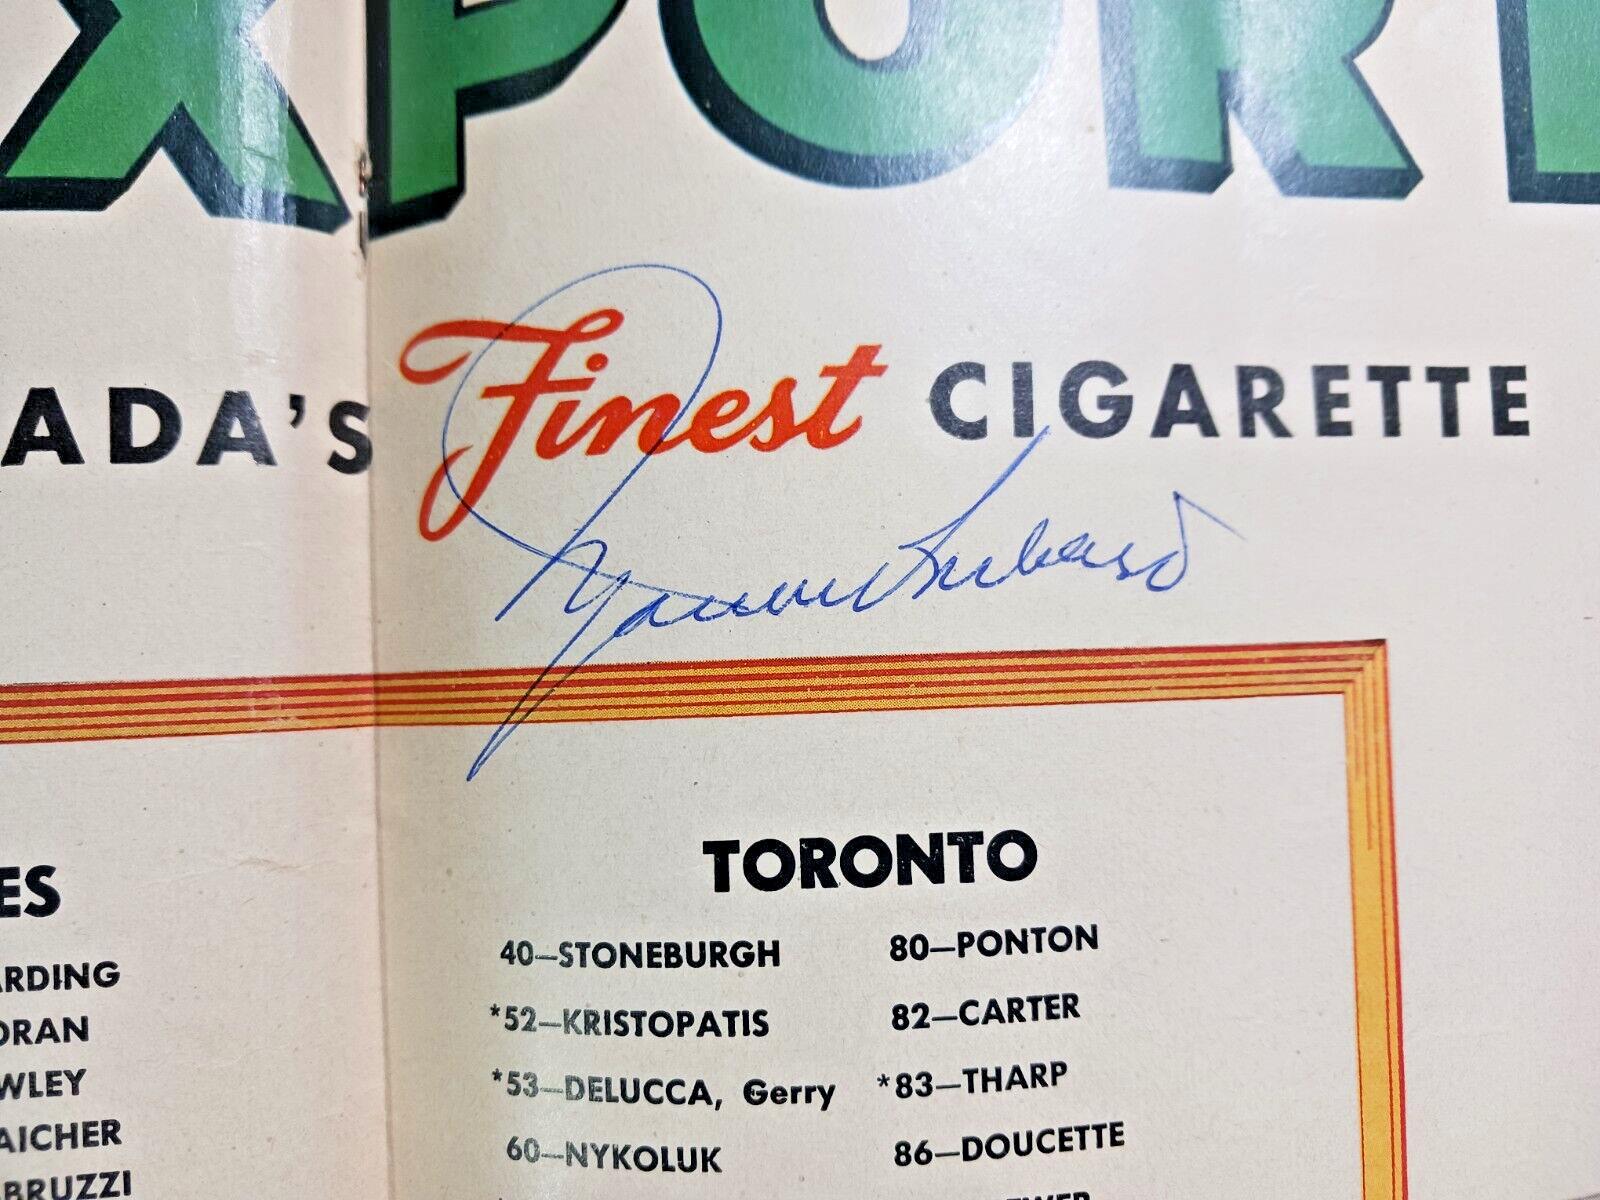 XPORT
ADA'S Finest CIGARETTE
ES
TORONTO
ARDING
ORAN
WLEY
AICHER
BRUZZI
40—STONEBURGH
*52—KRISTOPATIS
*53—DELUCCA, Gerry
60—NYKOLUK
80—PONTON
82—CARTER
*83—THARP
86—DOUCETTE